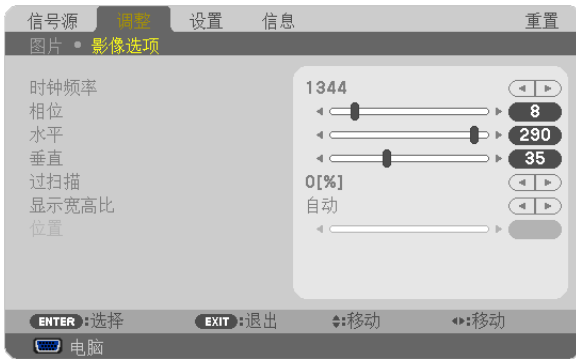 信号源 调整 设置 信息 重置
图片 • 影像选项
时钟频率 1344
相位 8
水平 290
垂直 35
过扫描 0[%]
显示宽高比 自动
位置
ENTER:选择 EXIT:退出 :移动 :移动
电脑